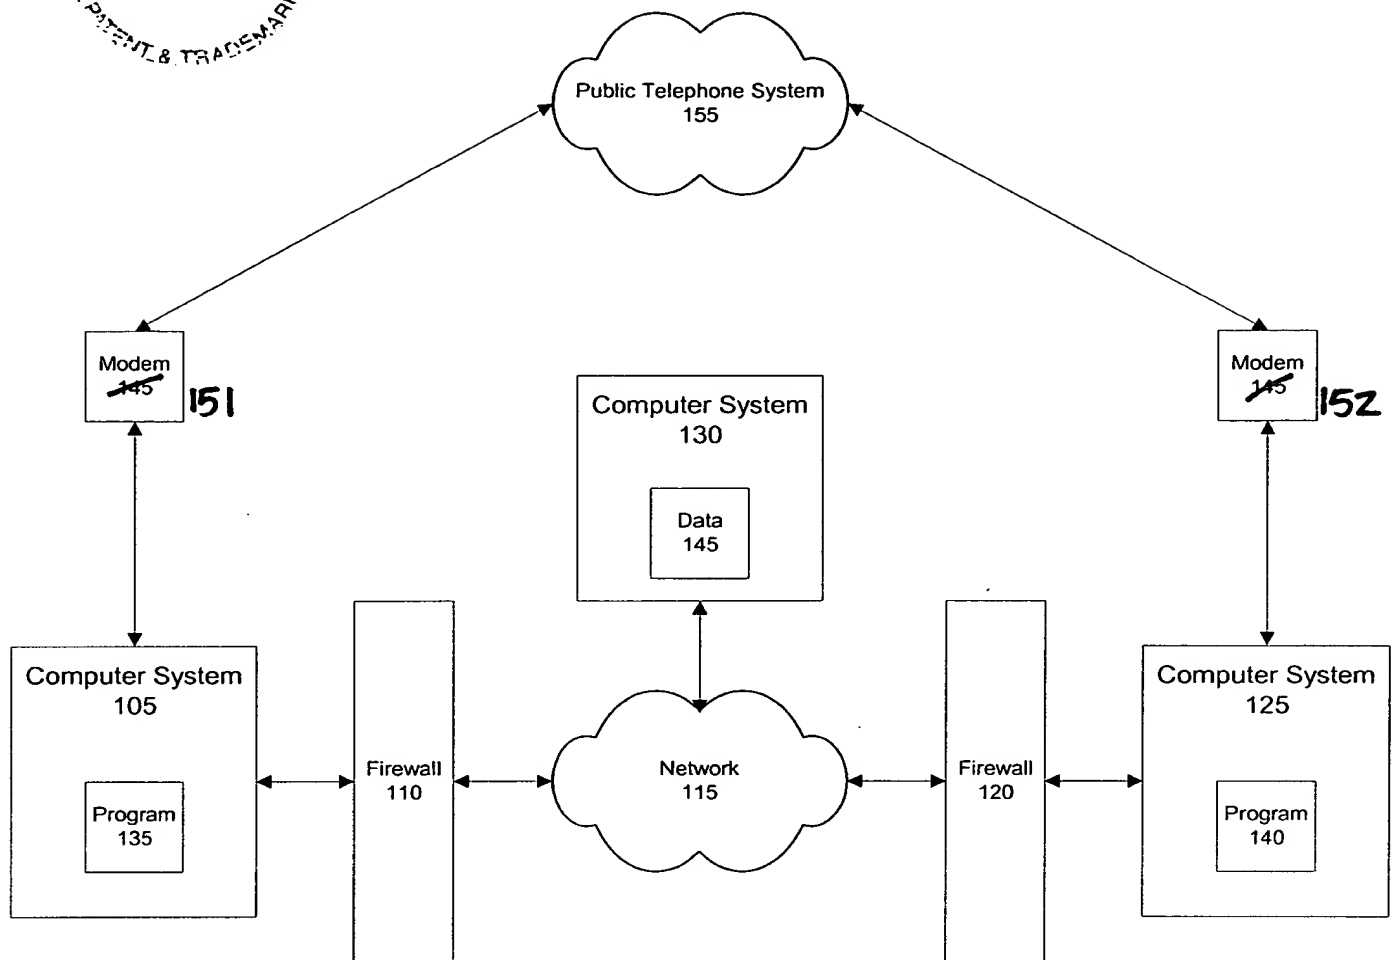 PATENT & TRADEMAR
Public Telephone System
155
Modem
145
151
Modem
145
152
Computer System
130
Data
145
Computer System
105
Program
135
Firewall
110
Network
115
Firewall
120
Computer System
125
Program
140